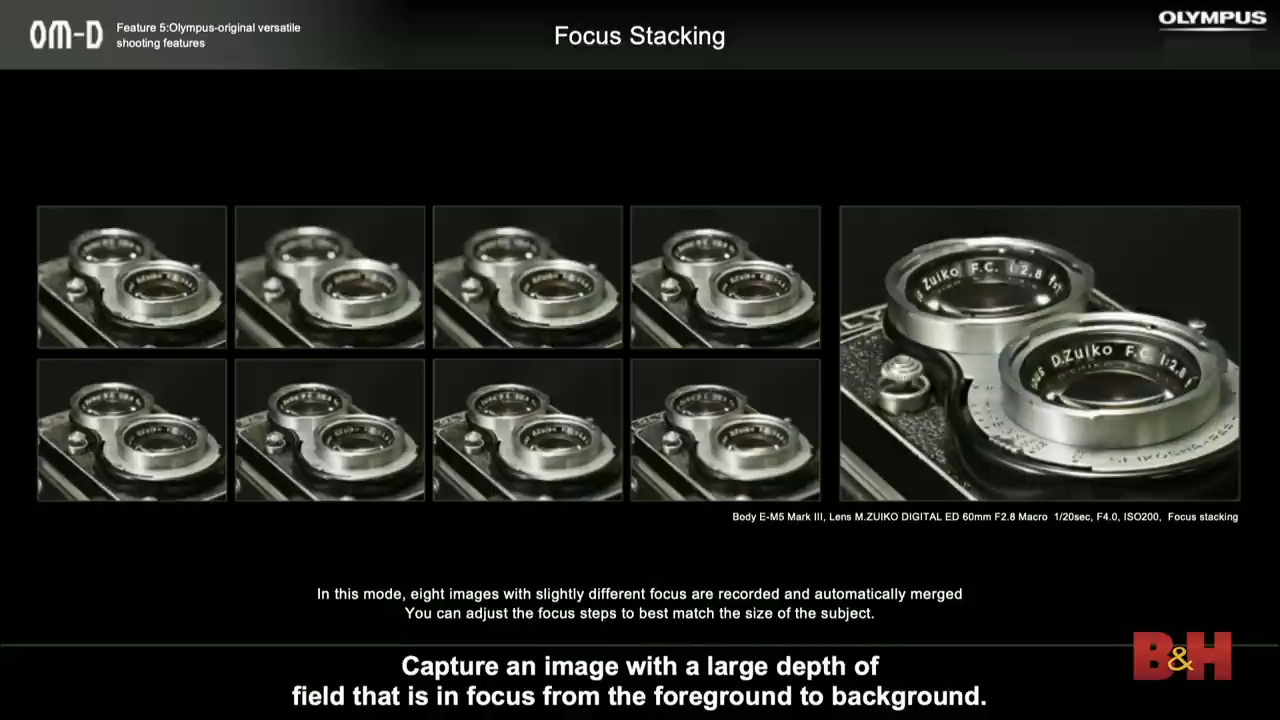 OM-D
Feature 5:Olympus-original versatile
shooting features
Focus Stacking
OLYMPUS
Zuiko F.C. 1:2.8 f=7
D.Zuiko F.C. 1:2.8 f
SEIKOSHA-RAP
Body E-M5 Mark III, Lens M.ZUIKO DIGITAL ED 60mm F2.8 Macro 1/20sec, F4.0, ISO200, Focus stacking
In this mode, eight images with slightly different focus are recorded and automatically merged
You can adjust the focus steps to best match the size of the subject.
B&H
Capture an image with a large depth of
field that is in focus from the foreground to background.